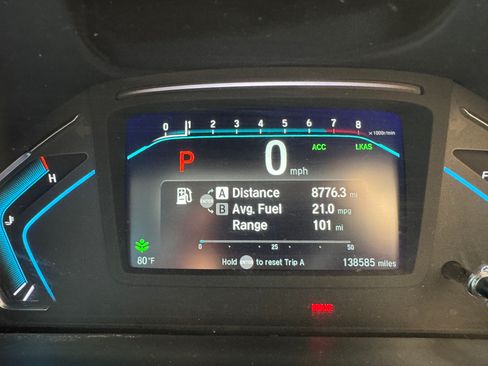 0 1 2 3 4 5 6 7 8 ×1000r/min
ACC LKAS
P 0 mph
H F
A Distance 8776.3 mi
ENTER
B Avg. Fuel 21.0 mpg
Range 101 mi
0 25 50
80°F Hold ENTER to reset Trip A 138585 miles
BRAKE